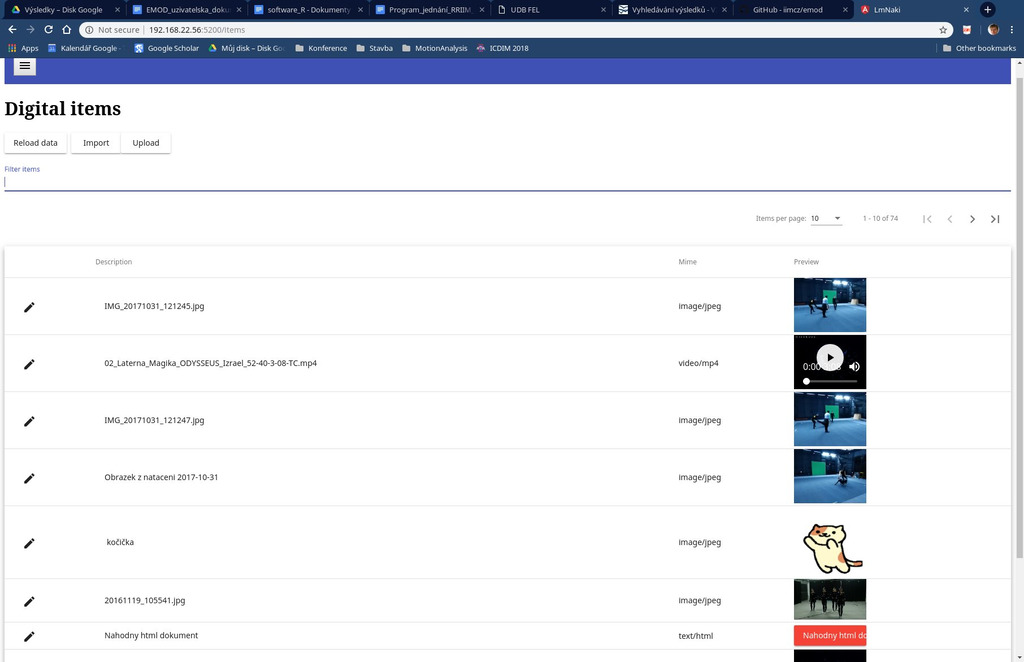 Výsledky – Disk Google
EMOD_uzivatelska_doku
software_R - Dokumenty
Program_jednání_RRIIM
UDB FEL
Vyhledávání výsledků - V
GitHub - iimcz/emod
LmNaki
Not secure | 192.168.22.56:5200/items
Apps
Kalendář Google -
Google Scholar
Můj disk – Disk Go
Konference
Stavba
MotionAnalysis
ICDIM 2018
Other bookmarks
Digital items
Reload data
Import
Upload
Filter items
Items per page: 10
1 - 10 of 74
Description Mime Preview
IMG_20171031_121245.jpg image/jpeg
02_Laterna_Magika_ODYSSEUS_Izrael_52-40-3-08-TC.mp4 video/mp4
IMG_20171031_121247.jpg image/jpeg
Obrazek z nataceni 2017-10-31 image/jpeg
kočička image/jpeg
20161119_105541.jpg image/jpeg
Nahodny html dokument text/html Nahodny html do